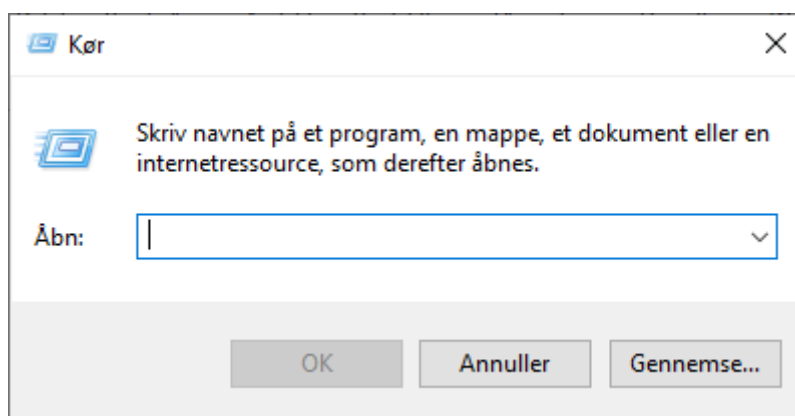 Kør
Skriv navnet på et program, en mappe, et dokument eller en
internetressource, som derefter åbnes.
Åbn:
OK Annuller Gennemse...